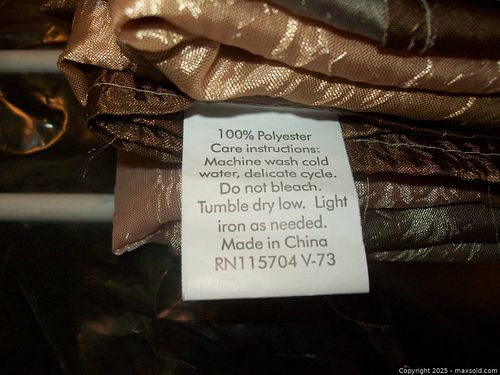 100% Polyester
Care instructions:
Machine wash cold
water, delicate cycle.
Do not bleach.
Tumble dry low. Light
iron as needed.
Made in China
RN115704 V-73
Copyright 2025 - maxsold.com